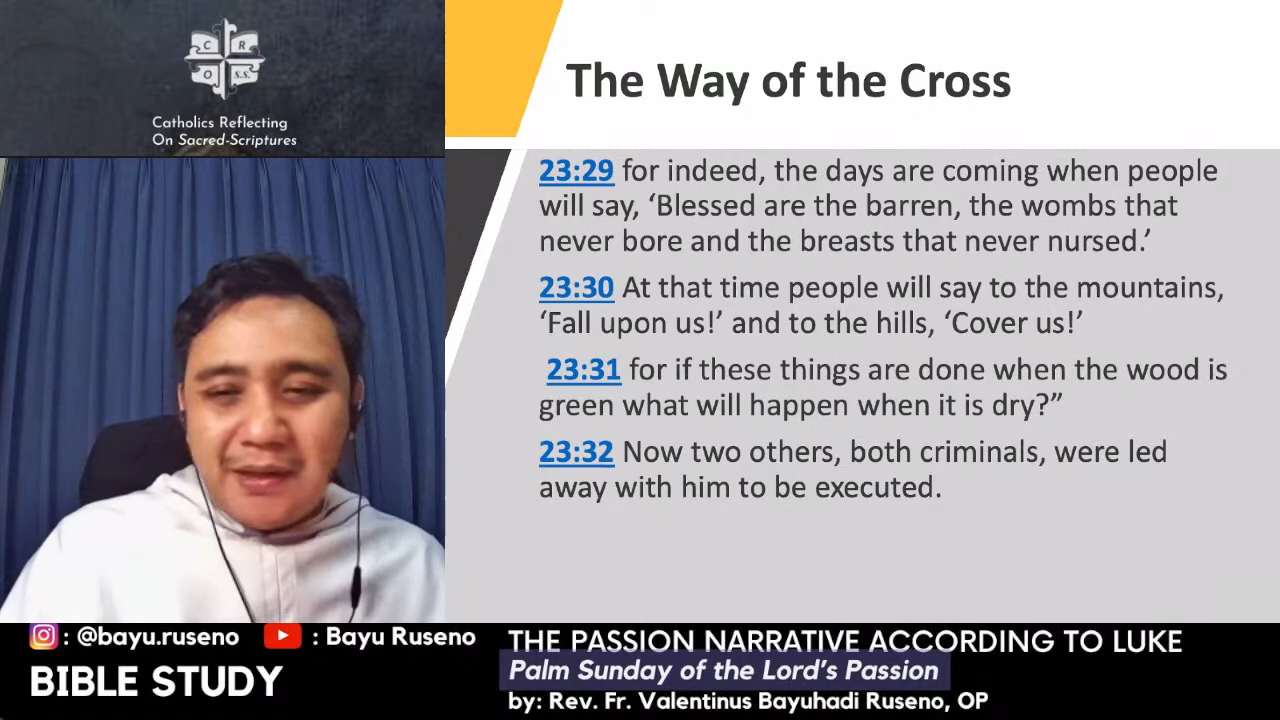 C R
O S.S.
Catholics Reflecting
On Sacred-Scriptures
The Way of the Cross
23:29 for indeed, the days are coming when people
will say, ‘Blessed are the barren, the wombs that
never bore and the breasts that never nursed.’
23:30 At that time people will say to the mountains,
‘Fall upon us!’ and to the hills, ‘Cover us!’
23:31 for if these things are done when the wood is
green what will happen when it is dry?”
23:32 Now two others, both criminals, were led
away with him to be executed.
: @bayu.ruseno : Bayu Ruseno
BIBLE STUDY
THE PASSION NARRATIVE ACCORDING TO LUKE
Palm Sunday of the Lord’s Passion
by: Rev. Fr. Valentinus Bayuhadi Ruseno, OP